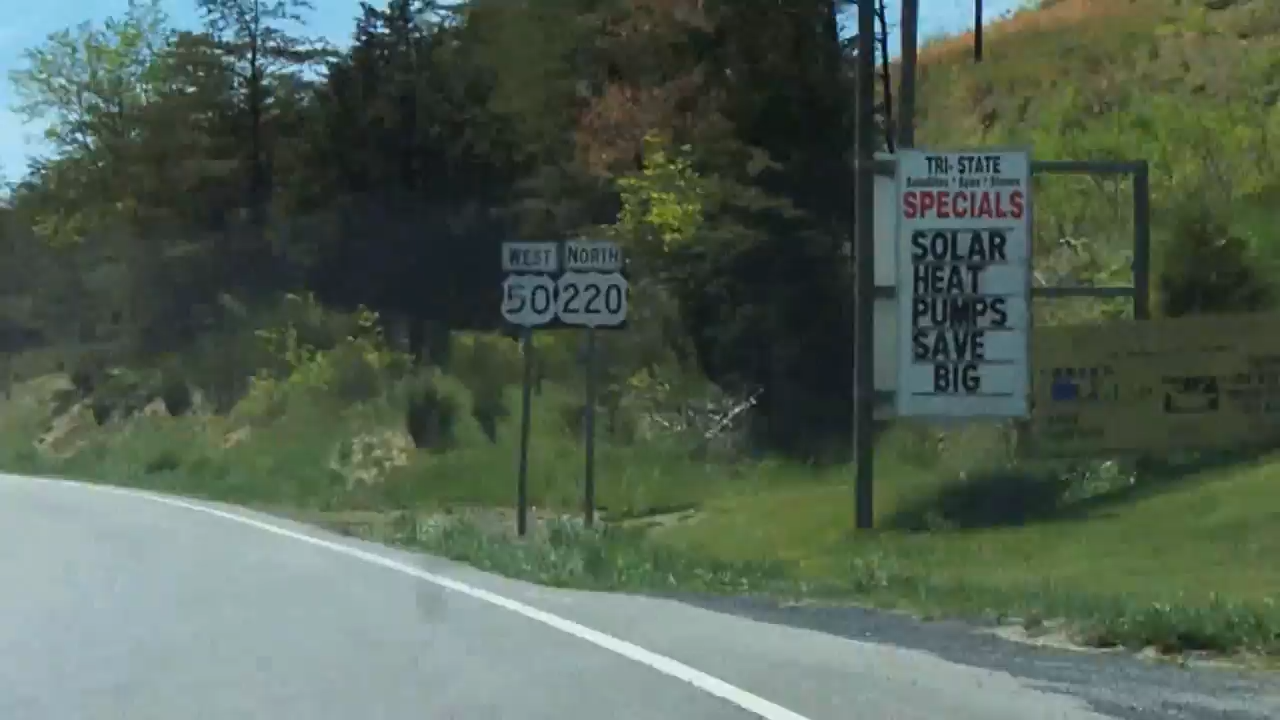 WEST NORTH
50 220
TRI-STATE
SPECIALS
SOLAR
HEAT
PUMPS
SAVE
BIG